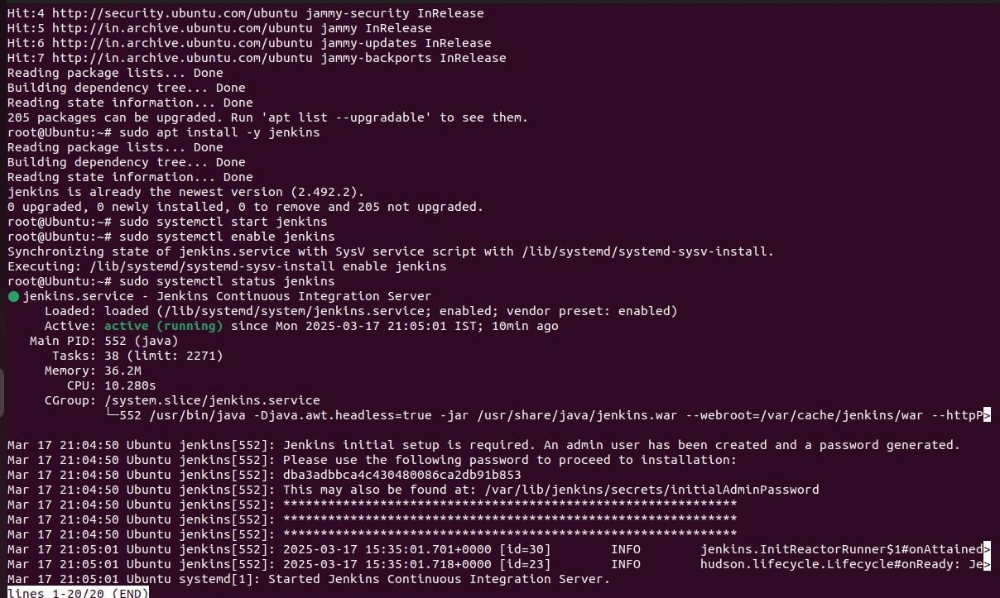 Hit:4 http://security.ubuntu.com/ubuntu jammy-security InRelease
Hit:5 http://in.archive.ubuntu.com/ubuntu jammy InRelease
Hit:6 http://in.archive.ubuntu.com/ubuntu jammy-updates InRelease
Hit:7 http://in.archive.ubuntu.com/ubuntu jammy-backports InRelease
Reading package lists... Done
Building dependency tree... Done
Reading state information... Done
205 packages can be upgraded. Run 'apt list --upgradable' to see them.
root@Ubuntu:~# sudo apt install -y jenkins
Reading package lists... Done
Building dependency tree... Done
Reading state information... Done
jenkins is already the newest version (2.492.2).
0 upgraded, 0 newly installed, 0 to remove and 205 not upgraded.
root@Ubuntu:~# sudo systemctl start jenkins
root@Ubuntu:~# sudo systemctl enable jenkins
Synchronizing state of jenkins.service with SysV service script with /lib/systemd/systemd-sysv-install.
Executing: /lib/systemd/systemd-sysv-install enable jenkins
root@Ubuntu:~# sudo systemctl status jenkins
● jenkins.service - Jenkins Continuous Integration Server
     Loaded: loaded (/lib/systemd/system/jenkins.service; enabled; vendor preset: enabled)
     Active: active (running) since Mon 2025-03-17 21:05:01 IST; 10min ago
   Main PID: 552 (java)
      Tasks: 38 (limit: 2271)
     Memory: 36.2M
        CPU: 10.280s
     CGroup: /system.slice/jenkins.service
             └─552 /usr/bin/java -Djava.awt.headless=true -jar /usr/share/java/jenkins.war --webroot=/var/cache/jenkins/war --httpP>
Mar 17 21:04:50 Ubuntu jenkins[552]: Jenkins initial setup is required. An admin user has been created and a password generated.
Mar 17 21:04:50 Ubuntu jenkins[552]: Please use the following password to proceed to installation:
Mar 17 21:04:50 Ubuntu jenkins[552]: dba3adbbca4c430480086ca2db91b853
Mar 17 21:04:50 Ubuntu jenkins[552]: This may also be found at: /var/lib/jenkins/secrets/initialAdminPassword
Mar 17 21:04:50 Ubuntu jenkins[552]: *************************************************************
Mar 17 21:04:50 Ubuntu jenkins[552]: *************************************************************
Mar 17 21:04:50 Ubuntu jenkins[552]: *************************************************************
Mar 17 21:05:01 Ubuntu jenkins[552]: 2025-03-17 15:35:01.701+0000 [id=30]        INFO        jenkins.InitReactorRunner$1#onAttained>
Mar 17 21:05:01 Ubuntu jenkins[552]: 2025-03-17 15:35:01.718+0000 [id=23]        INFO        hudson.lifecycle.Lifecycle#onReady: Je>
Mar 17 21:05:01 Ubuntu systemd[1]: Started Jenkins Continuous Integration Server.
lines 1-20/20 (END)